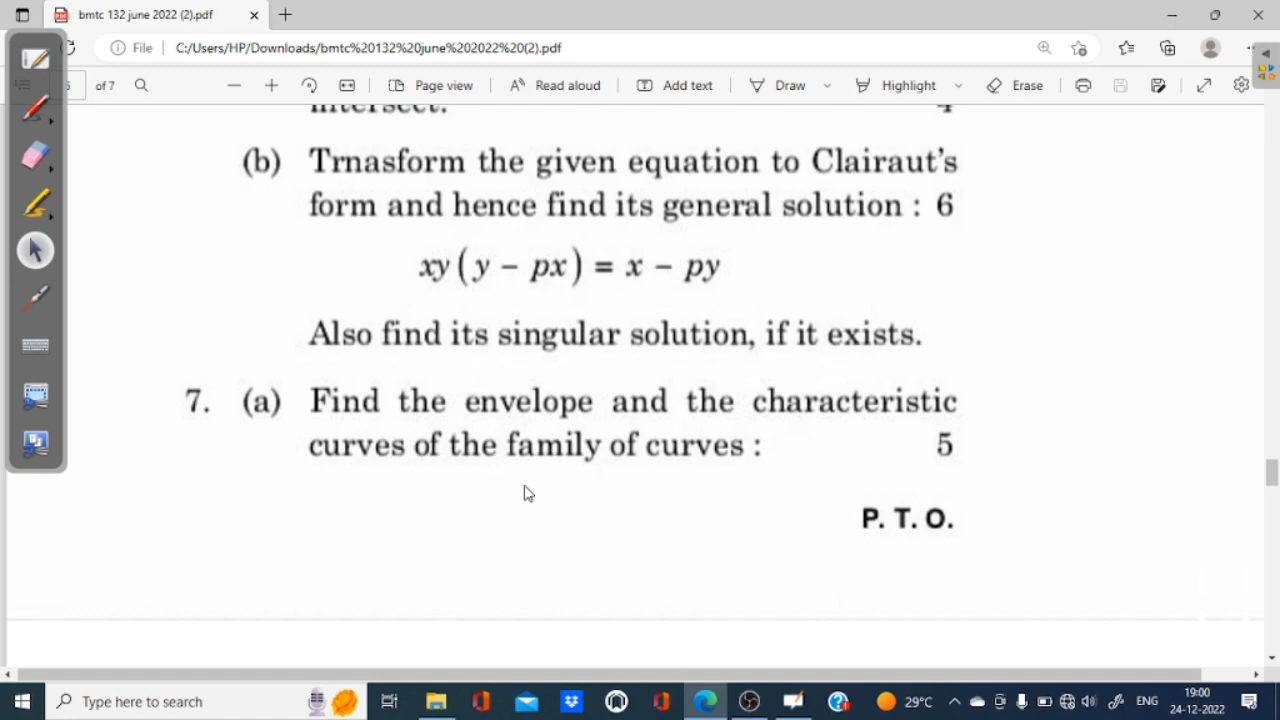 bmtc 132 june 2022 (2).pdf
File C:/Users/HP/Downloads/bmtc%20132%20june%202022%20(2).pdf
of 7 Page view Read aloud Add text Draw Highlight Erase
intersect. 4
(b) Trnasform the given equation to Clairaut's
form and hence find its general solution : 6
xy (y − px) = x − py
Also find its singular solution, if it exists.
7. (a) Find the envelope and the characteristic
curves of the family of curves : 5
P. T. O.
Type here to search 29°C ENG 19:00
24-12-2022